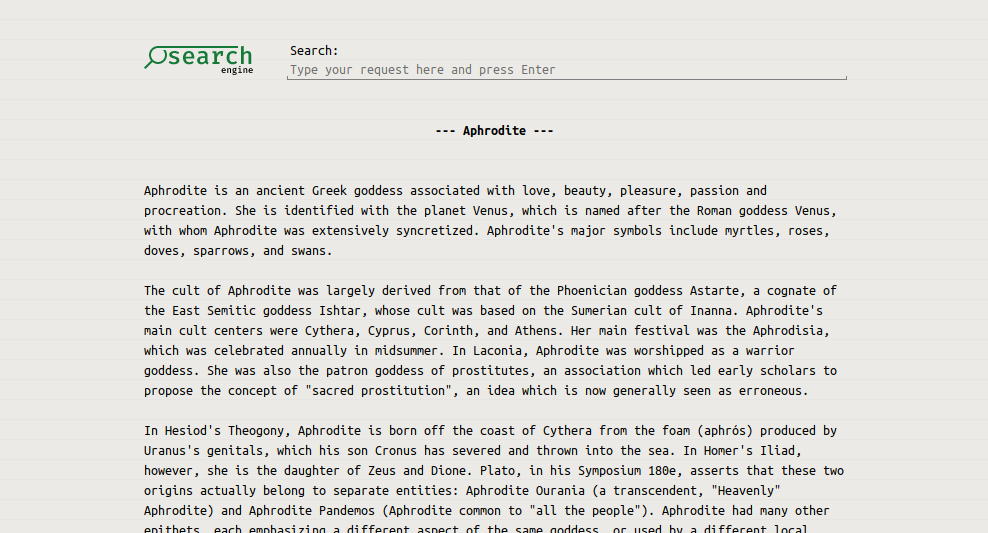 search
engine
Search:
Type your request here and press Enter
--- Aphrodite ---
Aphrodite is an ancient Greek goddess associated with love, beauty, pleasure, passion and
procreation. She is identified with the planet Venus, which is named after the Roman goddess Venus,
with whom Aphrodite was extensively syncretized. Aphrodite's major symbols include myrtles, roses,
doves, sparrows, and swans.
The cult of Aphrodite was largely derived from that of the Phoenician goddess Astarte, a cognate of
the East Semitic goddess Ishtar, whose cult was based on the Sumerian cult of Inanna. Aphrodite's
main cult centers were Cythera, Cyprus, Corinth, and Athens. Her main festival was the Aphrodisia,
which was celebrated annually in midsummer. In Laconia, Aphrodite was worshipped as a warrior
goddess. She was also the patron goddess of prostitutes, an association which led early scholars to
propose the concept of "sacred prostitution", an idea which is now generally seen as erroneous.
In Hesiod's Theogony, Aphrodite is born off the coast of Cythera from the foam (aphrós) produced by
Uranus's genitals, which his son Cronus has severed and thrown into the sea. In Homer's Iliad,
however, she is the daughter of Zeus and Dione. Plato, in his Symposium 180e, asserts that these two
origins actually belong to separate entities: Aphrodite Ourania (a transcendent, "Heavenly"
Aphrodite) and Aphrodite Pandemos (Aphrodite common to "all the people"). Aphrodite had many other
epithets, each emphasizing a different aspect of the same goddess, or used by a different local